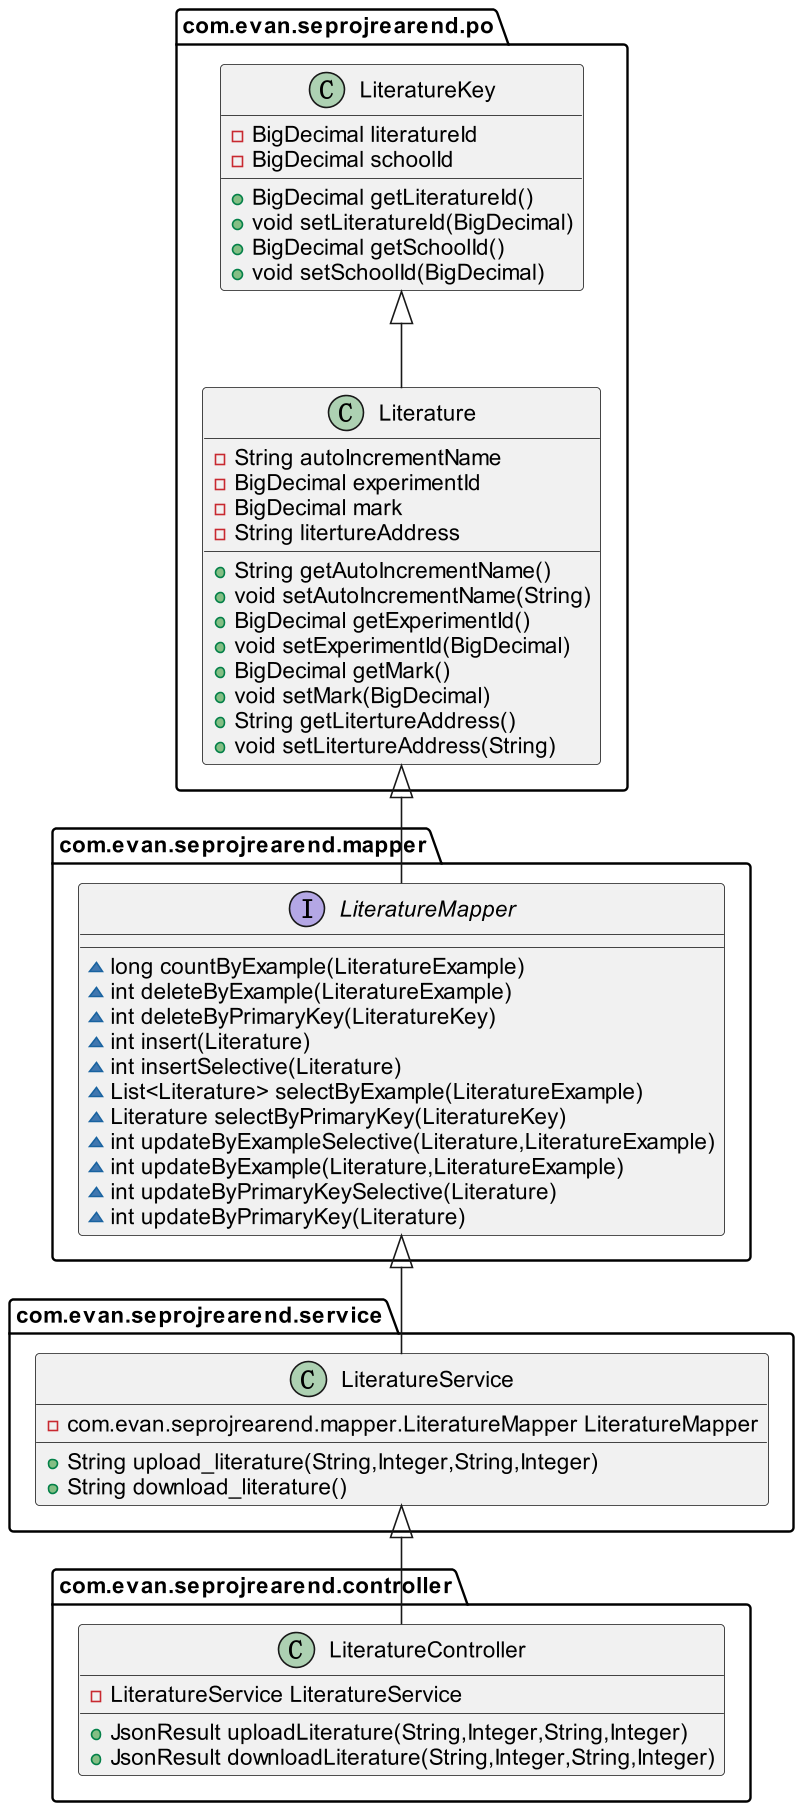 com.evan.seprojrearend.po
C LiteratureKey
BigDecimal literatureId
BigDecimal schoolId
BigDecimal getLiteratureId()
void setLiteratureId(BigDecimal)
BigDecimal getSchoolId()
void setSchoolId(BigDecimal)
C Literature
String autoIncrementName
BigDecimal experimentId
BigDecimal mark
String litertureAddress
String getAutoIncrementName()
void setAutoIncrementName(String)
BigDecimal getExperimentId()
void setExperimentId(BigDecimal)
BigDecimal getMark()
void setMark(BigDecimal)
String getLitertureAddress()
void setLitertureAddress(String)
com.evan.seprojrearend.mapper
I LiteratureMapper
long countByExample(LiteratureExample)
int deleteByExample(LiteratureExample)
int deleteByPrimaryKey(LiteratureKey)
int insert(Literature)
int insertSelective(Literature)
List<Literature> selectByExample(LiteratureExample)
Literature selectByPrimaryKey(LiteratureKey)
int updateByExampleSelective(Literature,LiteratureExample)
int updateByExample(Literature,LiteratureExample)
int updateByPrimaryKeySelective(Literature)
int updateByPrimaryKey(Literature)
com.evan.seprojrearend.service
C LiteratureService
com.evan.seprojrearend.mapper.LiteratureMapper LiteratureMapper
String upload_literature(String,Integer,String,Integer)
String download_literature()
com.evan.seprojrearend.controller
C LiteratureController
LiteratureService LiteratureService
JsonResult uploadLiterature(String,Integer,String,Integer)
JsonResult downloadLiterature(String,Integer,String,Integer)